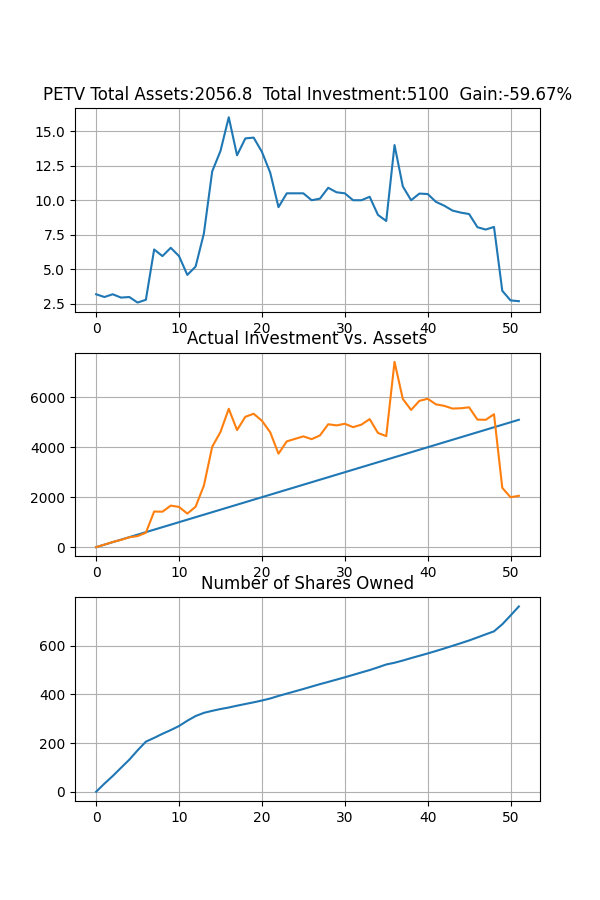 PETV Total Assets:2056.8  Total Investment:5100  Gain:-59.67%
15.0
12.5
10.0
7.5
5.0
2.5
0 10 20 30 40 50
Actual Investment vs. Assets
6000
4000
2000
0
0 10 20 30 40 50
Number of Shares Owned
600
400
200
0
0 10 20 30 40 50